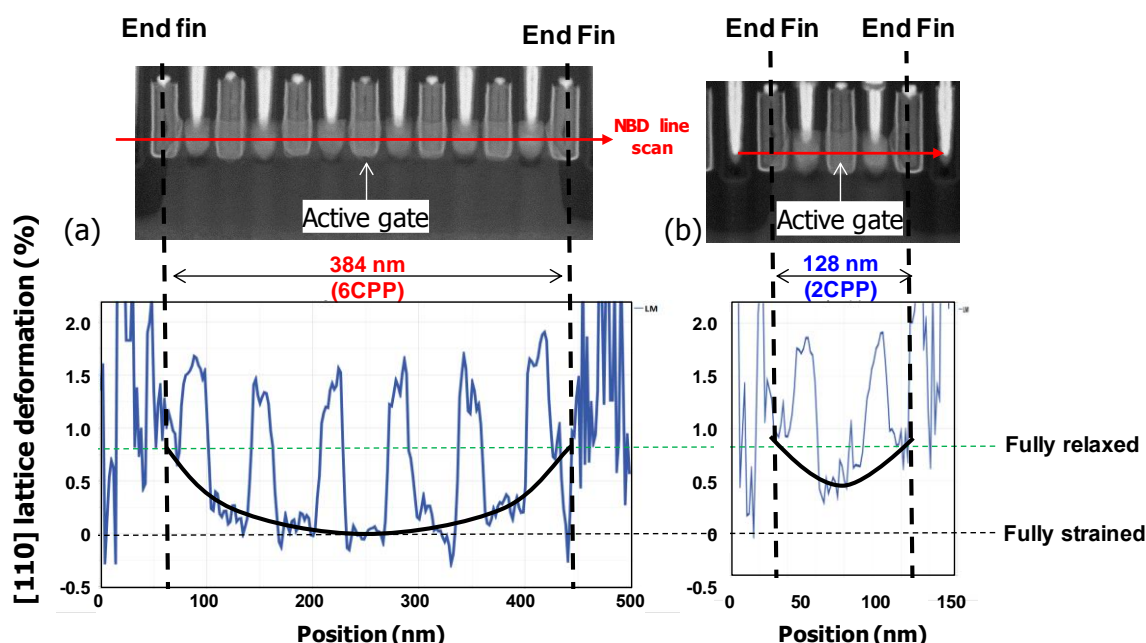 End fin
End Fin
End Fin
End Fin
NBD line
scan
Active gate
Active gate
(a)
(b)
384 nm
(6CPP)
128 nm
(2CPP)
[110] lattice deformation (%)
LM
2.0
1.5
1.0
0.5
0
-0.5
2.0
1.5
1.0
0.5
0
-0.5
Fully relaxed
Fully strained
0
100
200
300
400
500
0
50
100
150
Position (nm)
Position (nm)